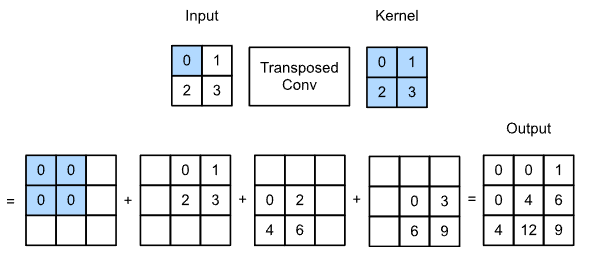 Input
Kernel
0 1
2 3
Transposed
Conv
0 1
2 3
Output
= 0 0
0 0
+ 0 1
2 3
+ 0 2
4 6
+ 0 3
6 9
= 0 0 1
0 4 6
4 12 9